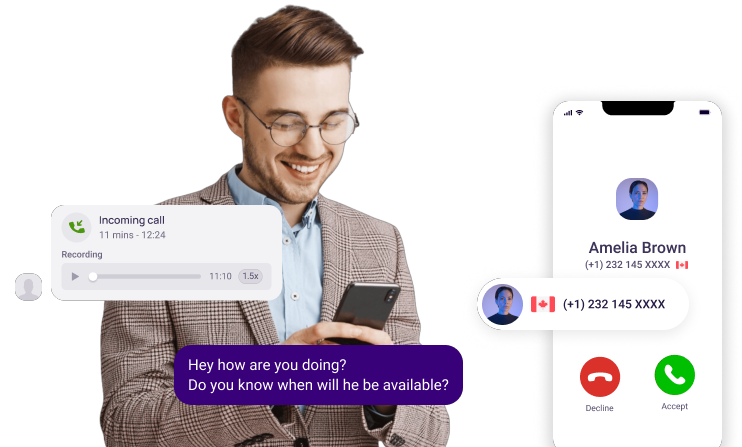 Incoming call
11 mins - 12:24
Recording
11:10 1.5x
Hey how are you doing?
Do you know when will he be available?
Amelia Brown
(+1) 232 145 XXXX
(+1) 232 145 XXXX
Decline
Accept